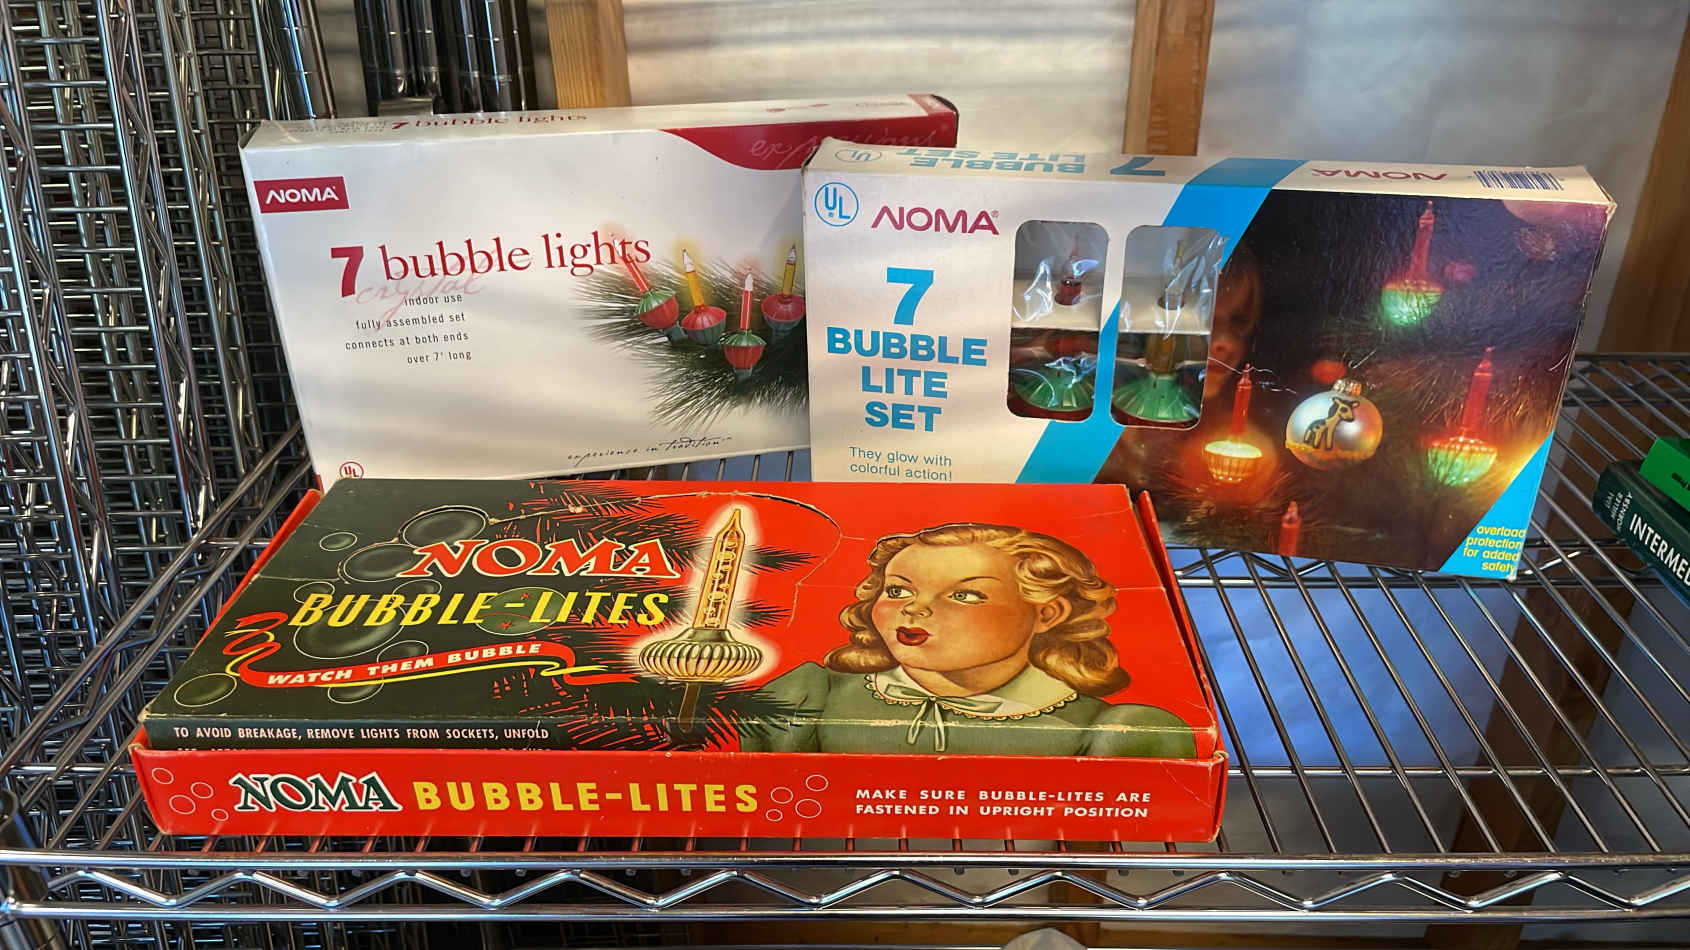 7 bubble lights
NOMA
7 bubble lights
crystal
indoor use
fully assembled set
connects at both ends
over 7' long
experience in tradition
UL
UL
BUBBLE
LITE SET
7
NOMA
UL
NOMA
7
BUBBLE
LITE
SET
They glow with
colorful action!
overload
protection
for added
safety
NOMA
BUBBLE-LITES
WATCH THEM BUBBLE
TO AVOID BREAKAGE, REMOVE LIGHTS FROM SOCKETS, UNFOLD
NOMA BUBBLE-LITES
MAKE SURE BUBBLE-LITES ARE
FASTENED IN UPRIGHT POSITION
HORNSBY
INTERMED